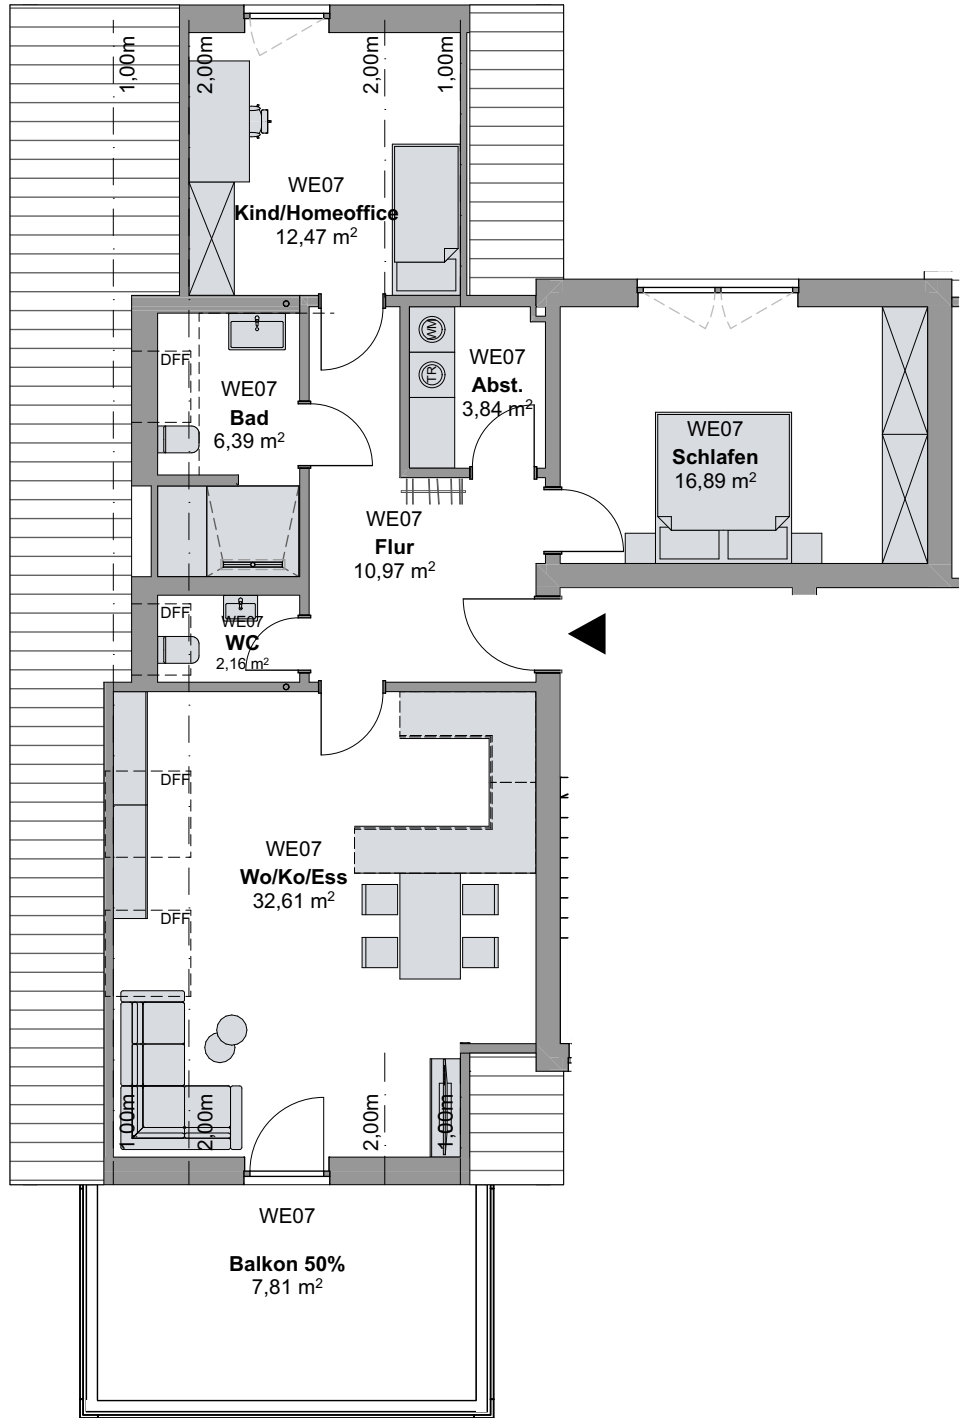 1,00m
2,00m
2,00m
1,00m
WE07
Kind/Homeoffice
12,47 m²
DFF
WE07
Bad
6,39 m²
WM
TR
WE07
Abst.
3,84 m²
WE07
Schlafen
16,89 m²
WE07
Flur
10,97 m²
DFF
WE07
WC
2,16 m²
DFF
WE07
Wo/Ko/Ess
32,61 m²
DFF
1,00m
2,00m
2,00m
1,00m
WE07
Balkon 50%
7,81 m²